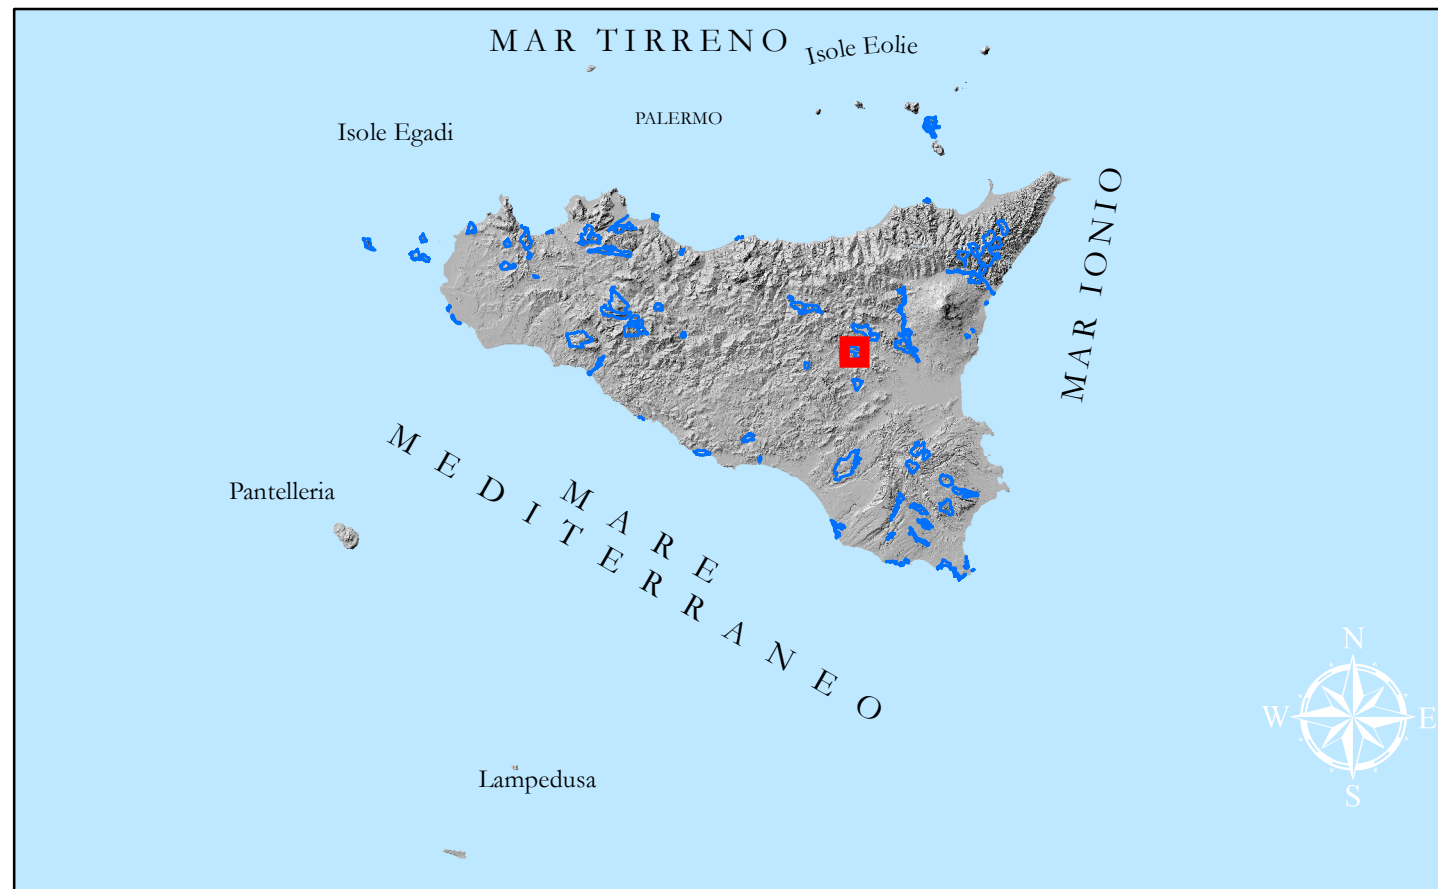 MAR TIRRENO
Isole Eolie
PALERMO
Isole Egadi
MAR IONIO
MARE
MEDITERRANEO
Pantelleria
Lampedusa
N
W
E
S